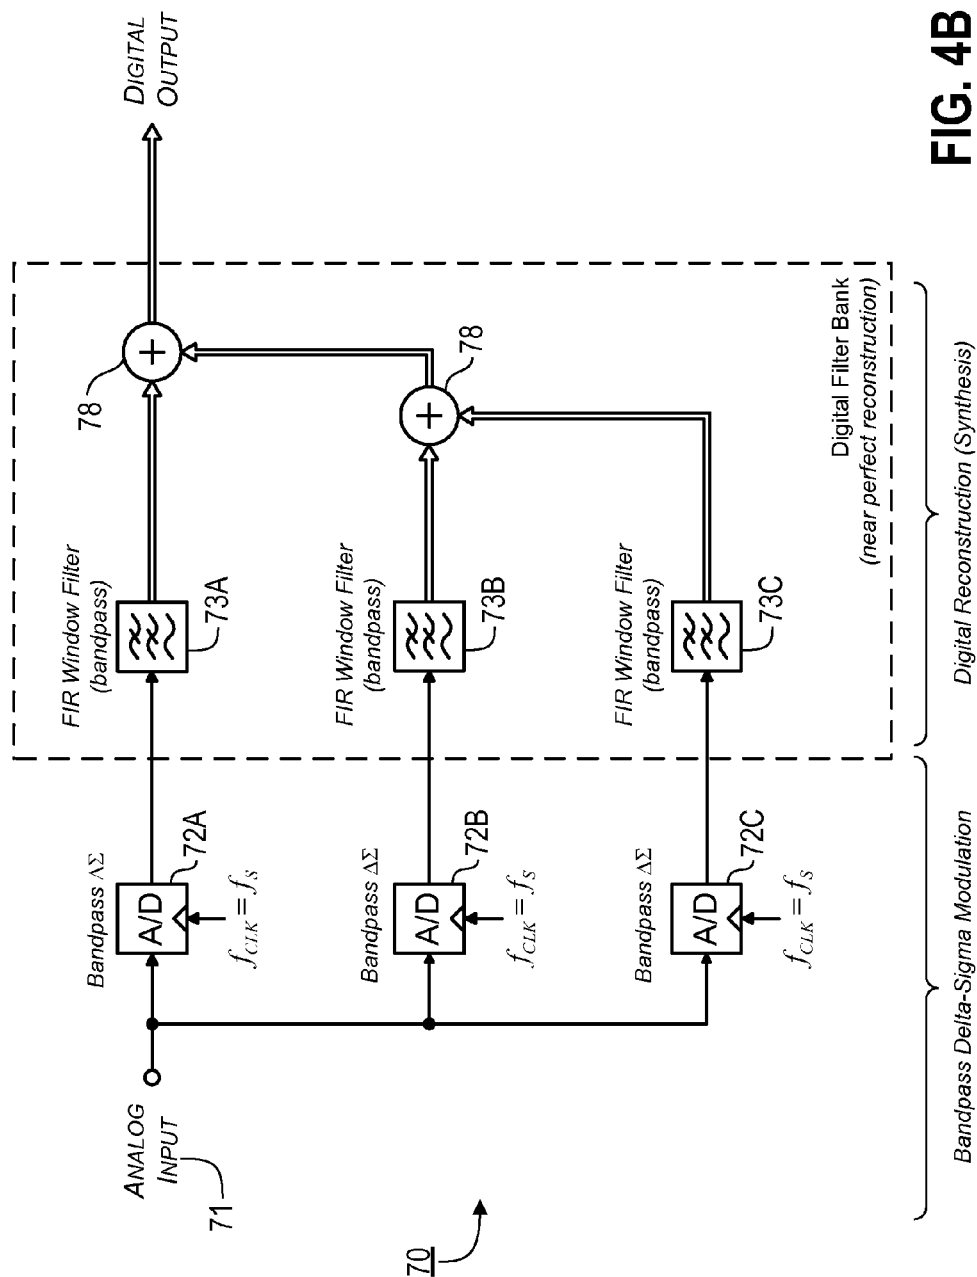 70
71
ANALOG
INPUT
Bandpass ΔΣ
A/D
72A
f_CLK = f_S
FIR Window Filter
(bandpass)
73A
78
DIGITAL
OUTPUT
Bandpass ΔΣ
A/D
72B
f_CLK = f_S
FIR Window Filter
(bandpass)
73B
78
Bandpass ΔΣ
A/D
72C
f_CLK = f_S
FIR Window Filter
(bandpass)
73C
Digital Filter Bank
(near perfect reconstruction)
Bandpass Delta-Sigma Modulation
Digital Reconstruction (Synthesis)
FIG. 4B